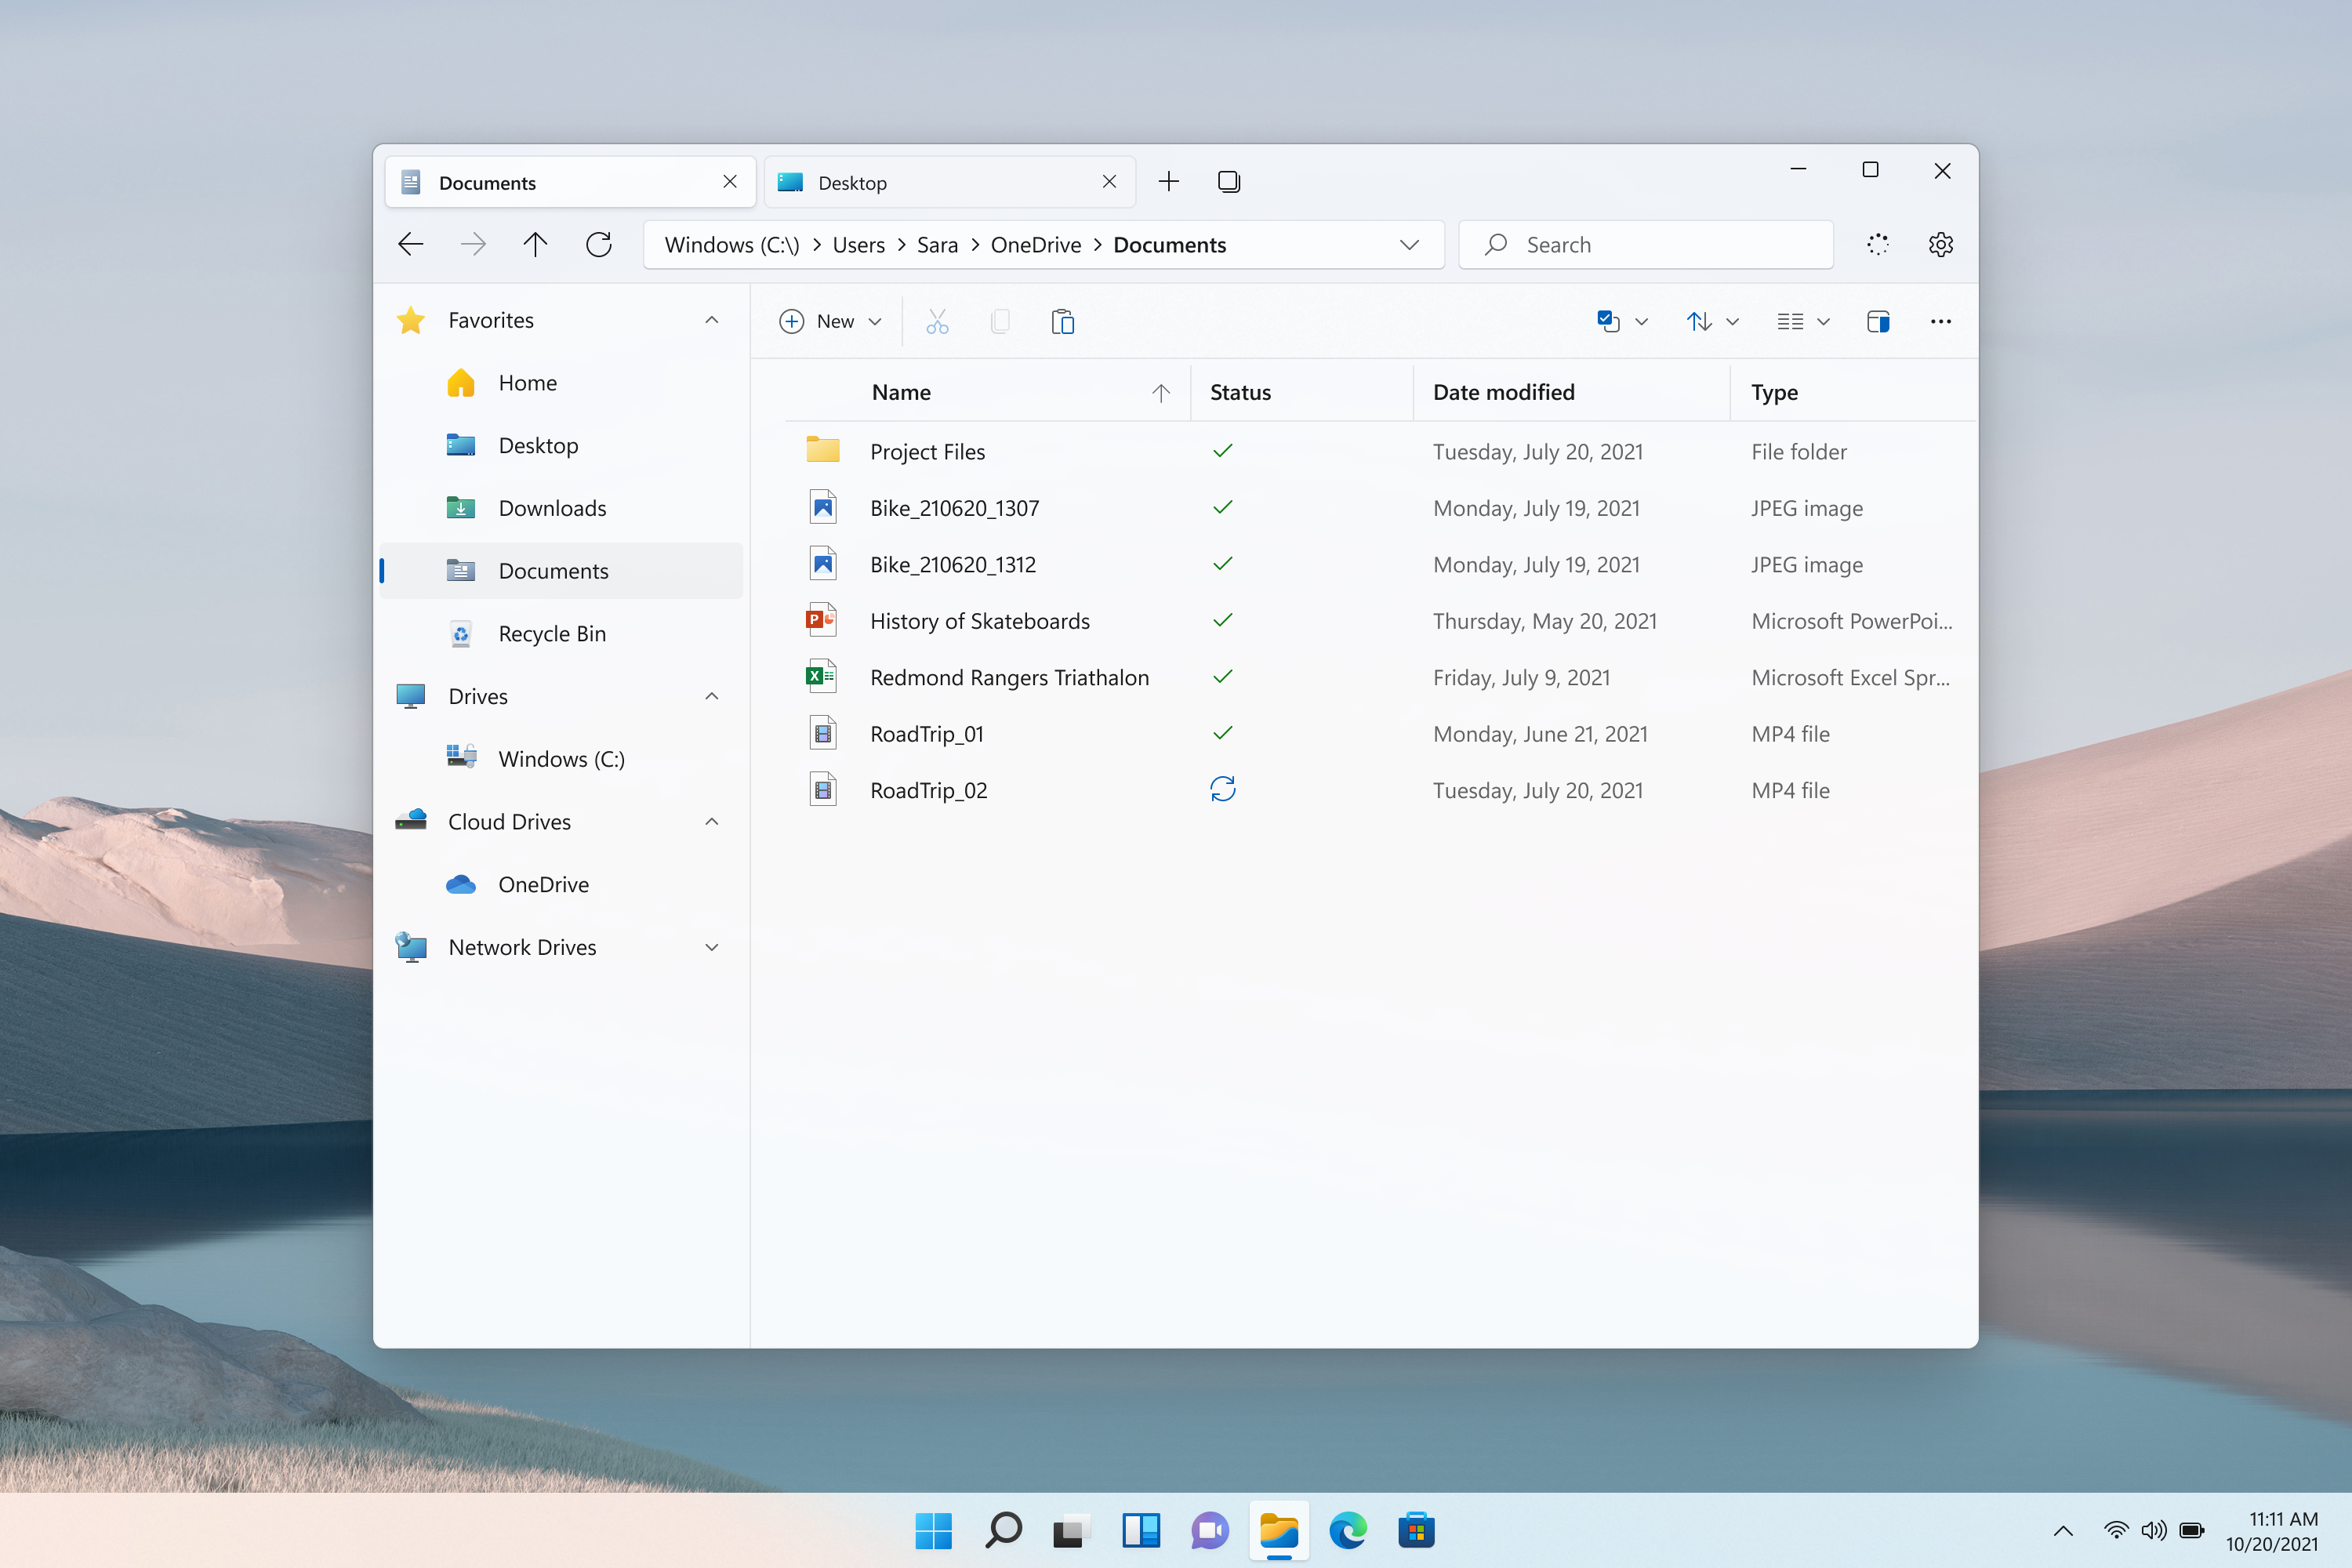 Documents
Desktop
Windows (C:\) > Users > Sara > OneDrive > Documents
Search
Favorites
Home
Desktop
Downloads
Documents
Recycle Bin
Drives
Windows (C:)
Cloud Drives
OneDrive
Network Drives
New
Name Status Date modified Type
Project Files Tuesday, July 20, 2021 File folder
Bike_210620_1307 Monday, July 19, 2021 JPEG image
Bike_210620_1312 Monday, July 19, 2021 JPEG image
History of Skateboards Thursday, May 20, 2021 Microsoft PowerPoi...
Redmond Rangers Triathalon Friday, July 9, 2021 Microsoft Excel Spr...
RoadTrip_01 Monday, June 21, 2021 MP4 file
RoadTrip_02 Tuesday, July 20, 2021 MP4 file
11:11 AM
10/20/2021